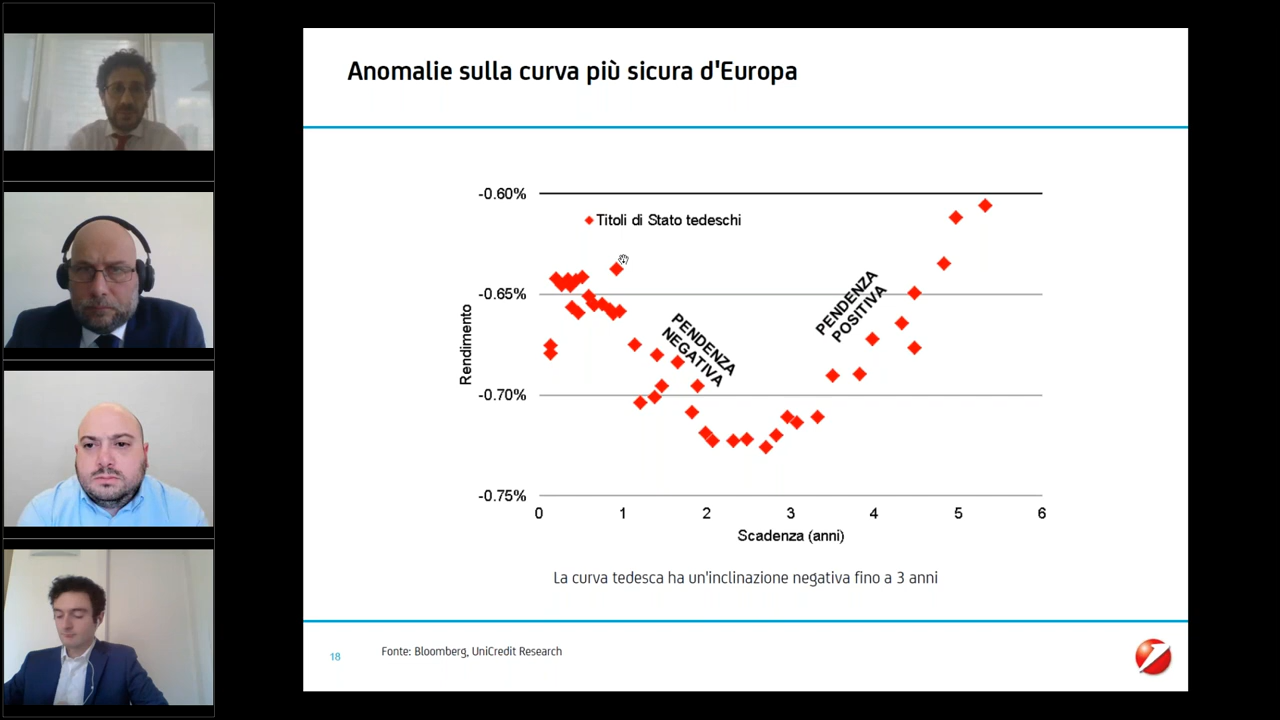 Anomalie sulla curva più sicura d'Europa
-0.60%
Titoli di Stato tedeschi
-0.65%
PENDENZA
NEGATIVA
PENDENZA
POSITIVA
Rendimento
-0.70%
-0.75%
0 1 2 3 4 5 6
Scadenza (anni)
La curva tedesca ha un'inclinazione negativa fino a 3 anni
18
Fonte: Bloomberg, UniCredit Research